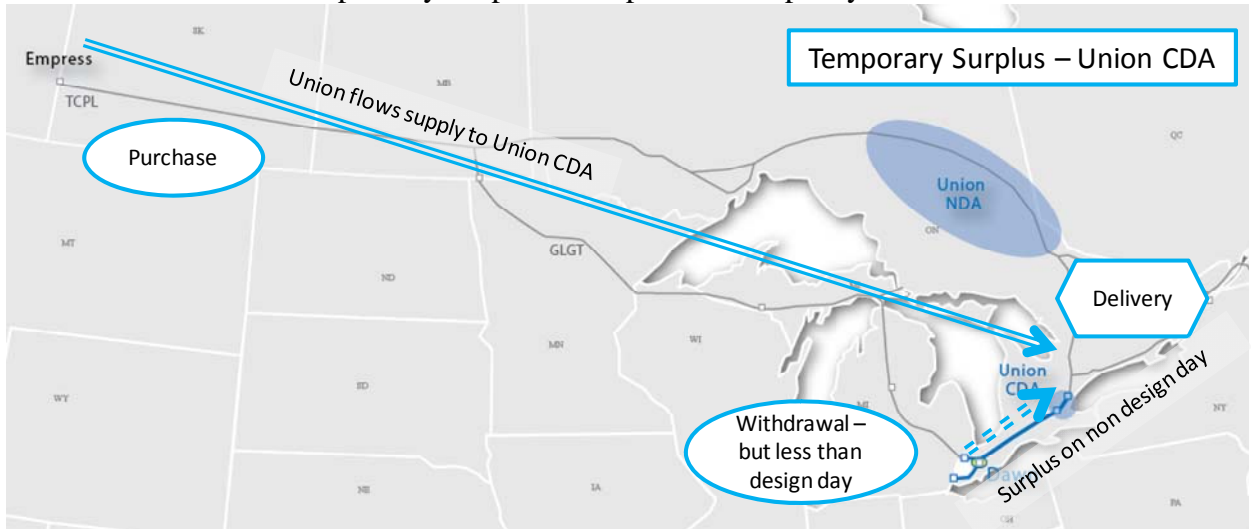 Temporary Surplus – Union CDA
SK
MB
Empress
TCPL
Union flows supply to Union CDA
Purchase
QC
Union
NDA
ON
MT
GLGT
ND
Delivery
MN
WI
Union
CDA
WY
MI
NY
Withdrawal –
but less than
design day
Surplus on non design day
Dawn
NE
IA
OH
PA